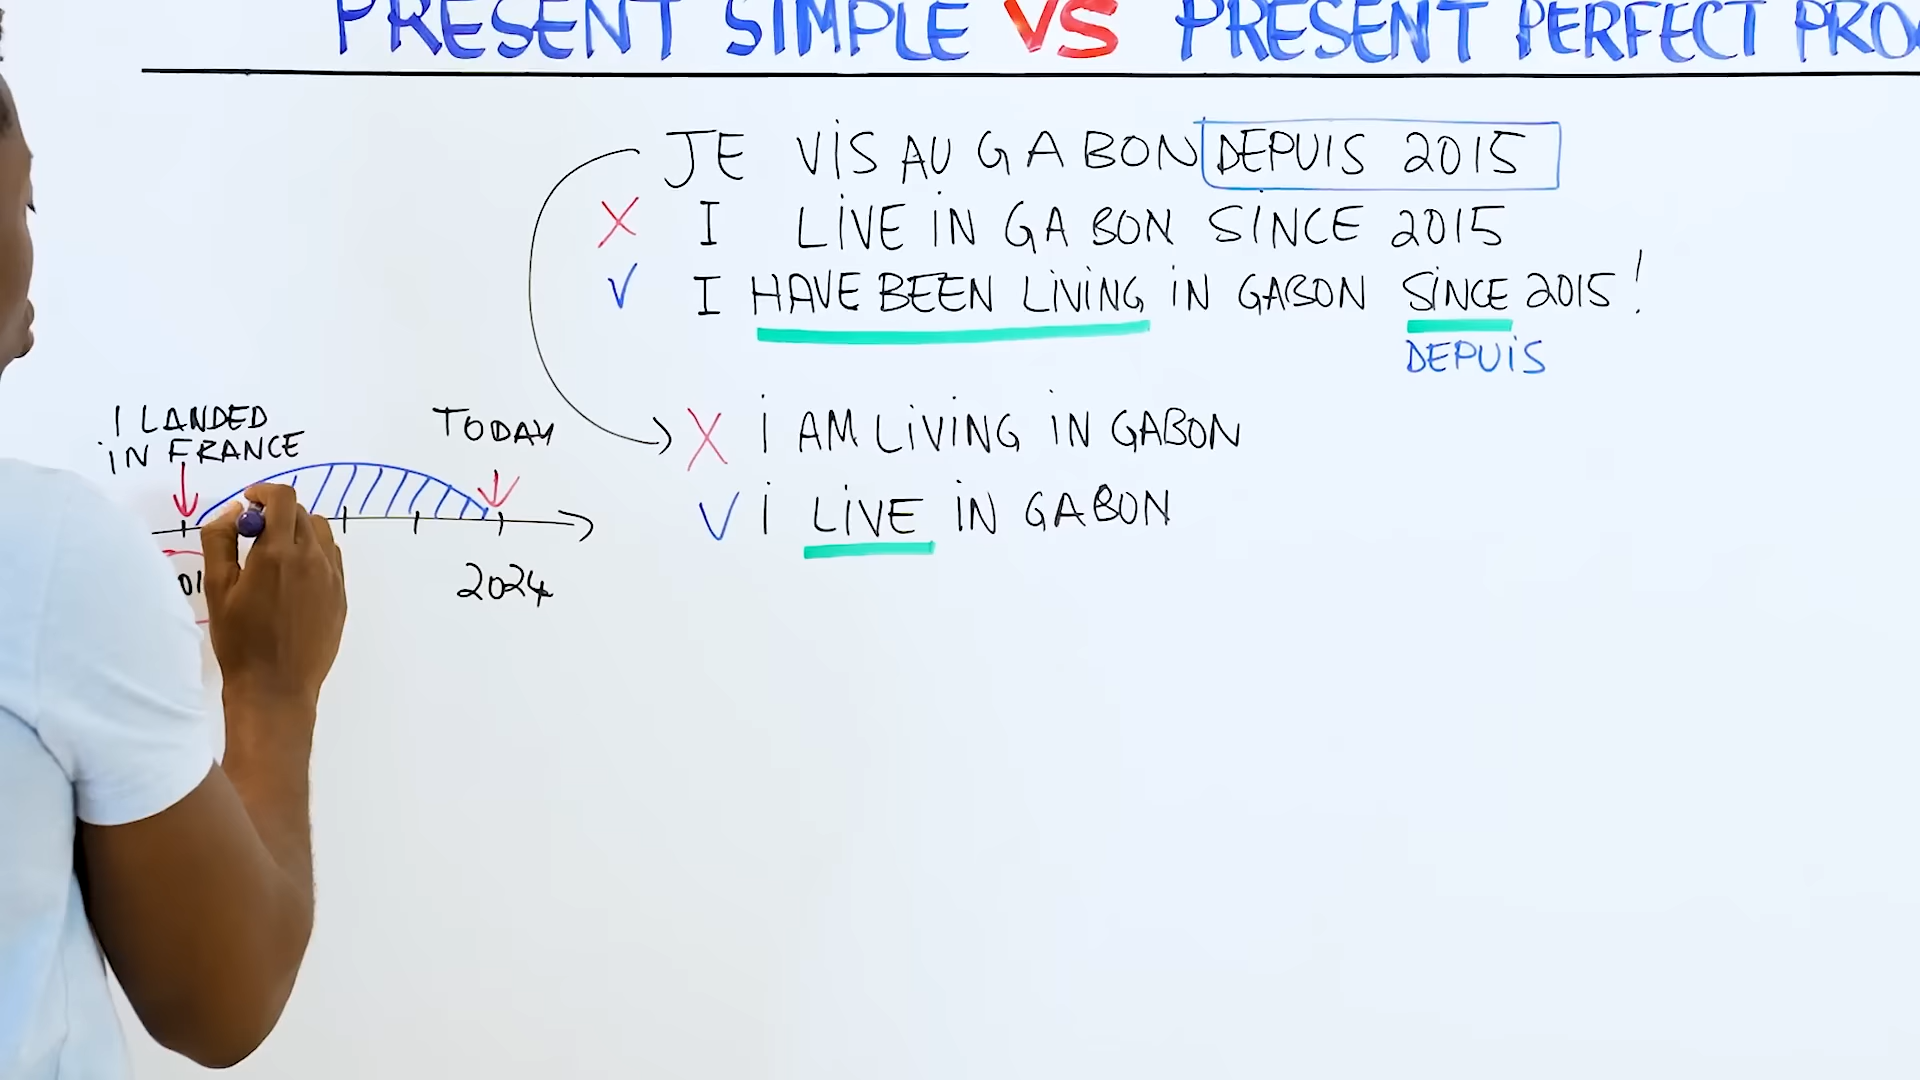 PRESENT SIMPLE VS PRESENT PERFECT
JE VIS AU GABON DEPUIS 2015
X I LIVE IN GABON SINCE 2015
V I HAVE BEEN LIVING IN GABON SINCE 2015!
DEPUIS
I LANDED
IN FRANCE
TODAY
X I AM LIVING IN GABON
V I LIVE IN GABON
2024